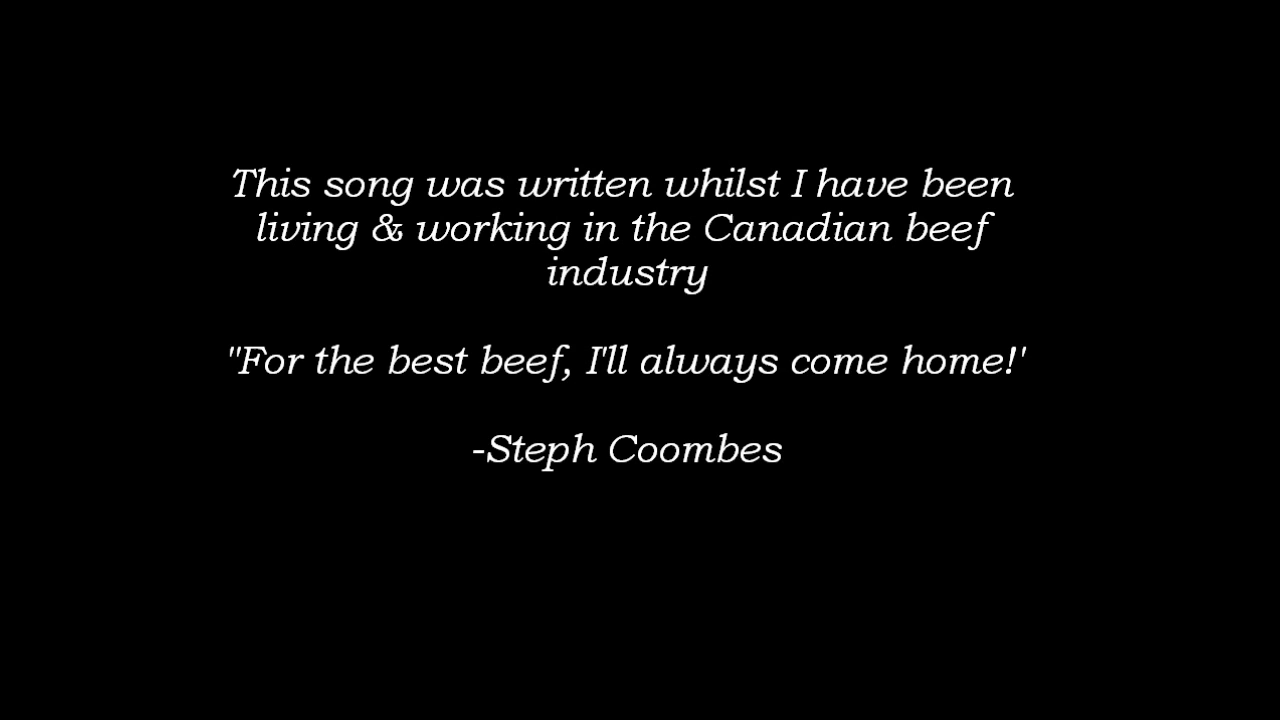 This song was written whilst I have been
living & working in the Canadian beef
industry
"For the best beef, I'll always come home!'
-Steph Coombes